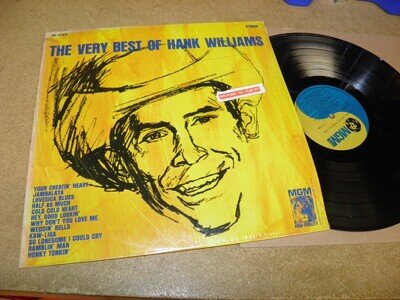 STEREO
THE VERY BEST OF HANK WILLIAMS
YOUR CHEATIN' HEART
JAMBALAYA
LOVESICK BLUES
HALF AS MUCH
COLD COLD HEART
HEY, GOOD LOOKIN'
WHY DON'T YOU LOVE ME
WEDDIN' BELLS
KAW-LIGA
SO LONESOME I COULD CRY
RAMBLIN' MAN
HONKY TONKIN'
MGM
MGM